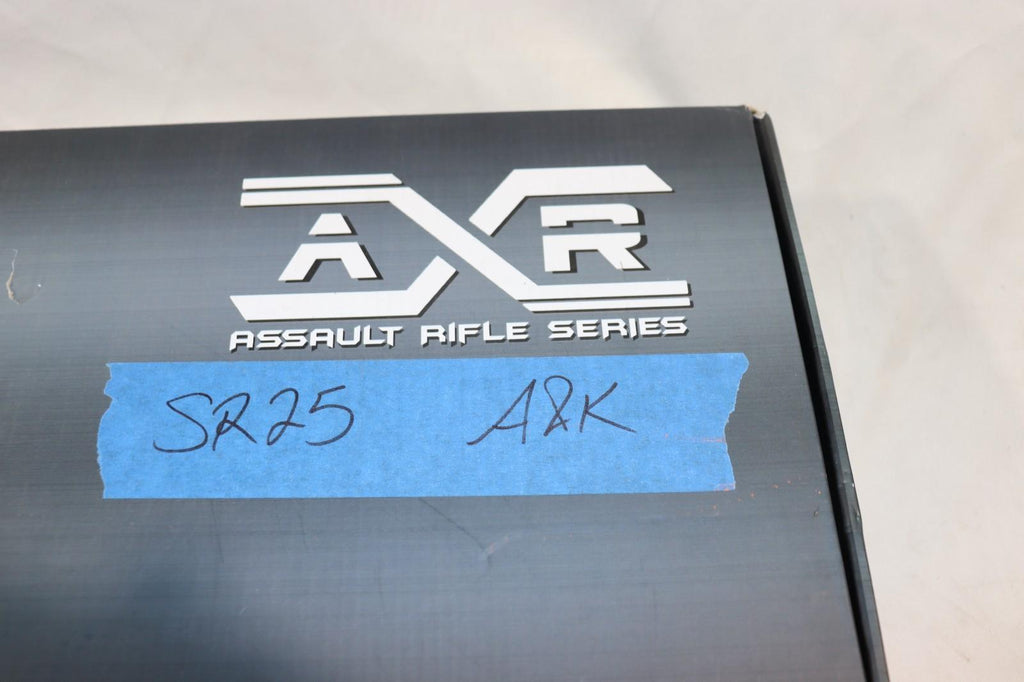 AXR
ASSAULT RIFLE SERIES
SR25 A&K